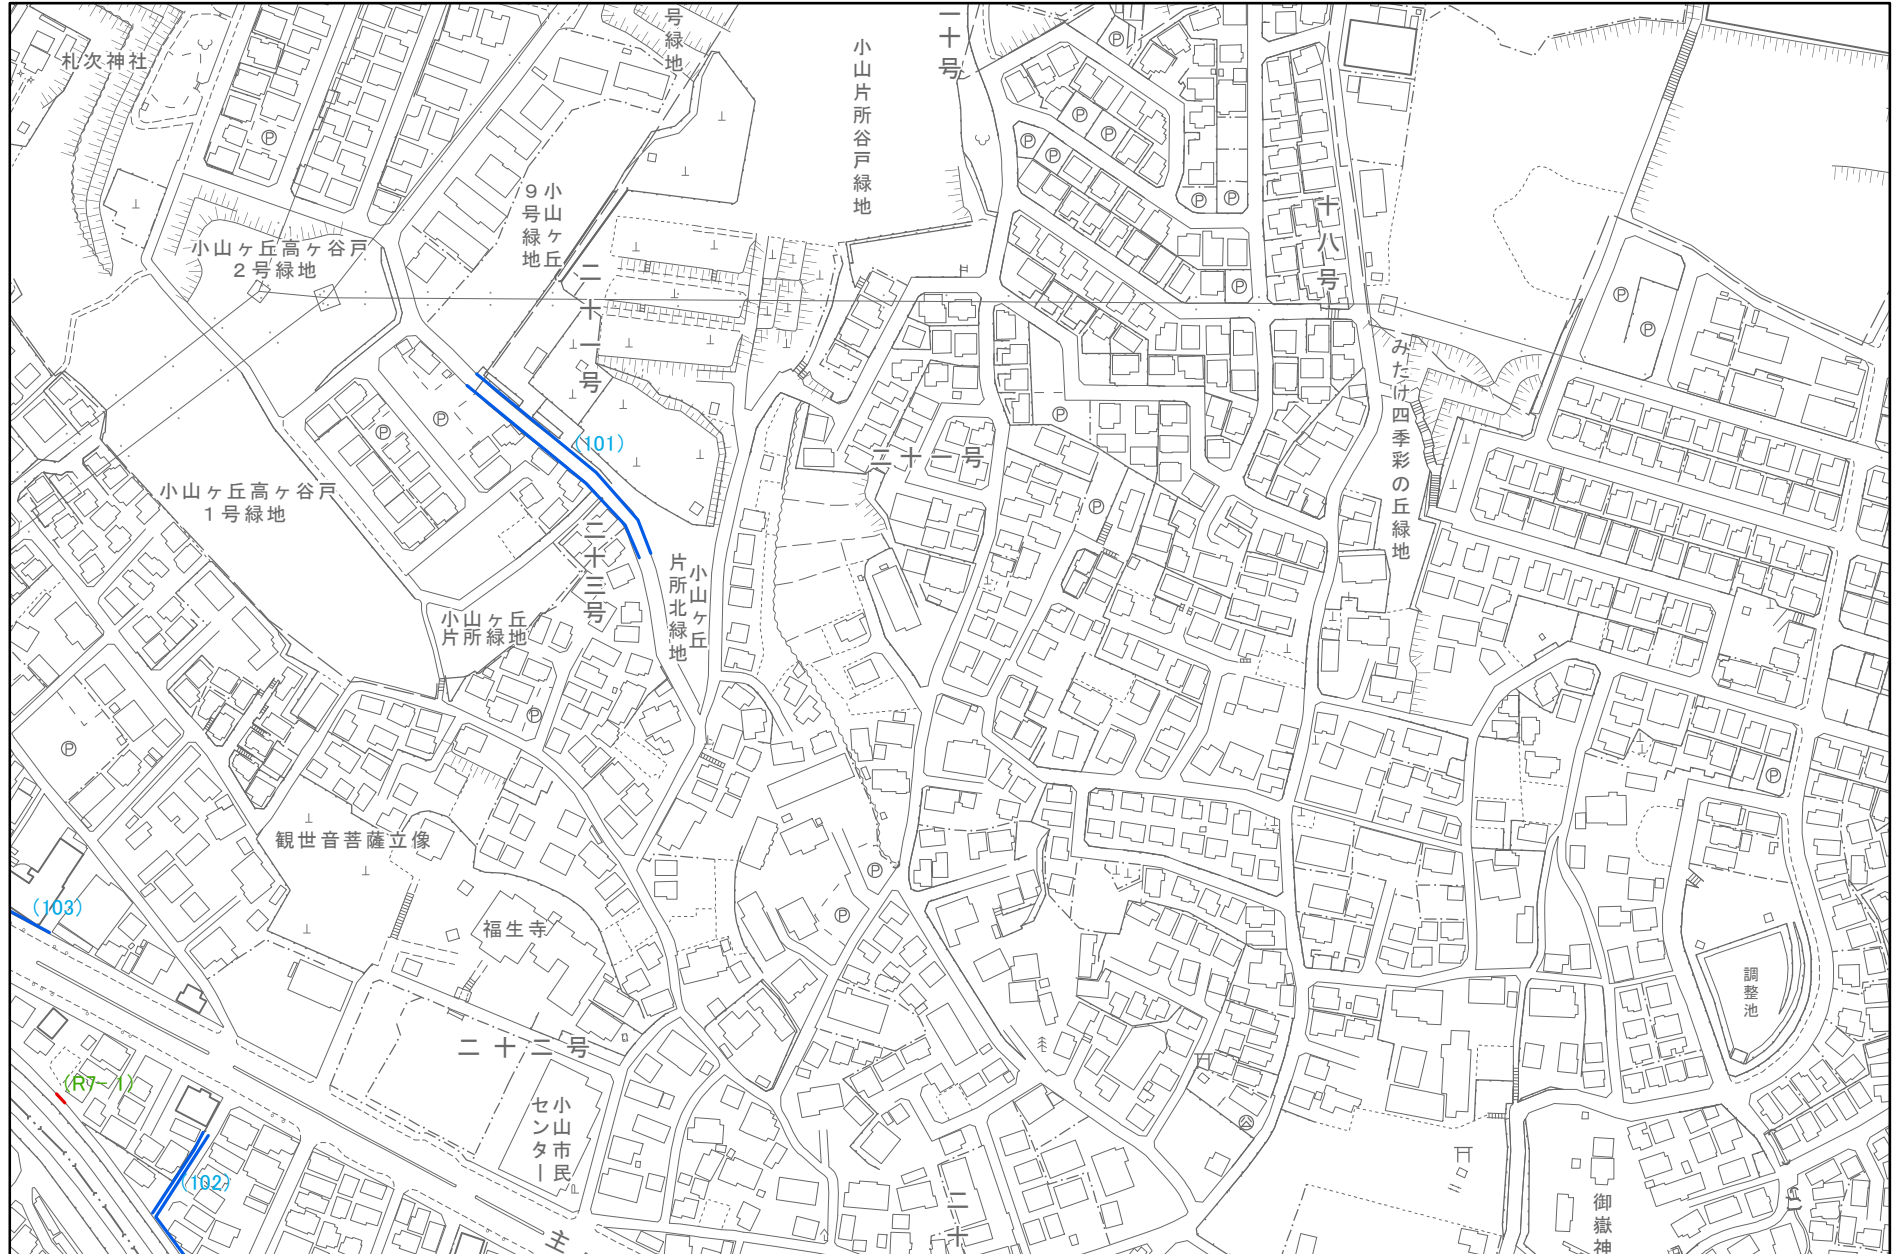 札次神社
号緑地
二十号
小山片所谷戸緑地
小山ヶ丘
９号緑地
小山ヶ丘高ヶ谷戸
２号緑地
二十一号
十八号
みたけ四季彩の丘緑地
(101)
二十一号
小山ヶ丘高ヶ谷戸
１号緑地
二十三号
小山ヶ丘
片所北緑地
小山ヶ丘
片所緑地
観世音菩薩立像
(103)
福生寺
調整池
二十二号
(R7-1)
小山市民
センター
(102)
二十
御嶽神
主